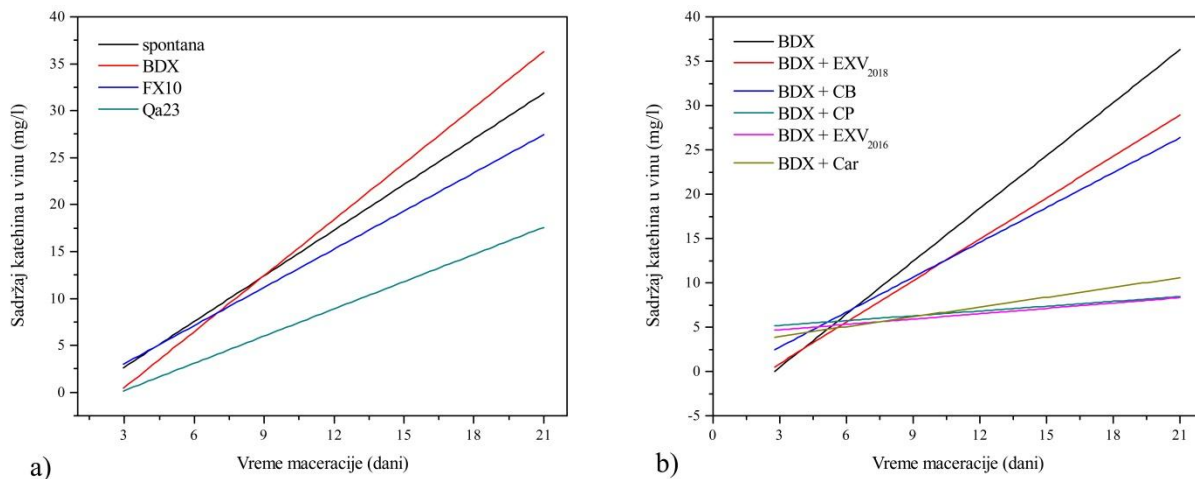 40
35
30
25
20
15
10
5
0
Sadržaj katehina u vinu (mg/l)
spontana
BDX
FX10
Qa23
3 6 9 12 15 18 21
Vreme maceracije (dani)
a)
40
35
30
25
20
15
10
5
0
-5
Sadržaj katehina u vinu (mg/l)
BDX
BDX + EXV2018
BDX + CB
BDX + CP
BDX + EXV2016
BDX + Car
0 3 6 9 12 15 18 21
Vreme maceracije (dani)
b)